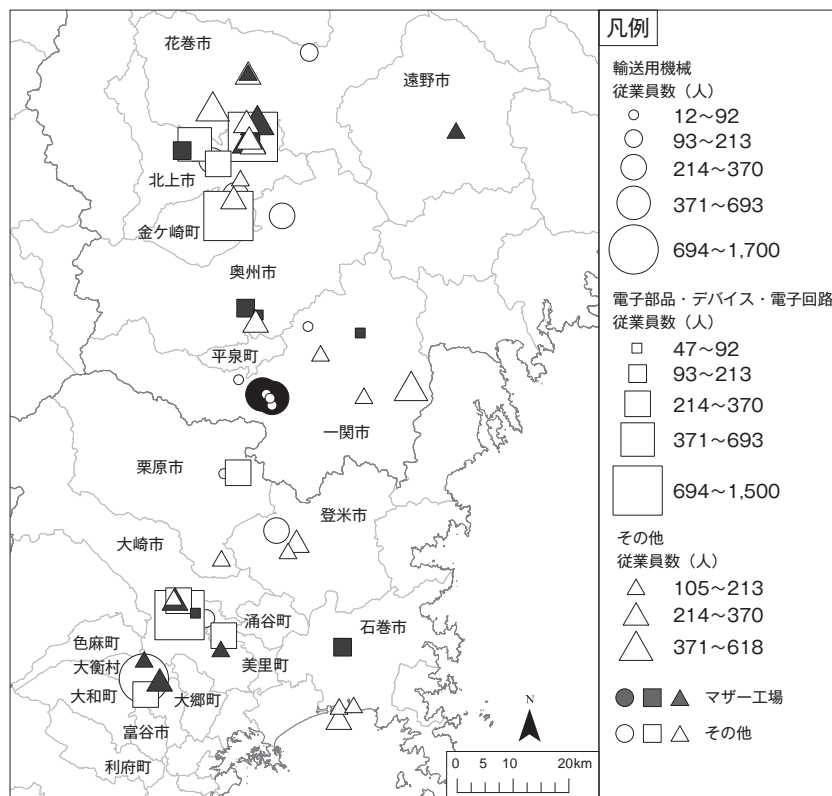 花巻市
遠野市
北上市
金ケ崎町
奥州市
平泉町
一関市
栗原市
登米市
大崎市
涌谷町
石巻市
色麻町
美里町
大衡村
大和町
大郷町
富谷市
利府町
N
0 5 10 20km
凡例
輸送用機械
従業員数（人）
12～92
93～213
214～370
371～693
694～1,700
電子部品・デバイス・電子回路
従業員数（人）
47～92
93～213
214～370
371～693
694～1,500
その他
従業員数（人）
105～213
214～370
371～618
マザー工場
その他